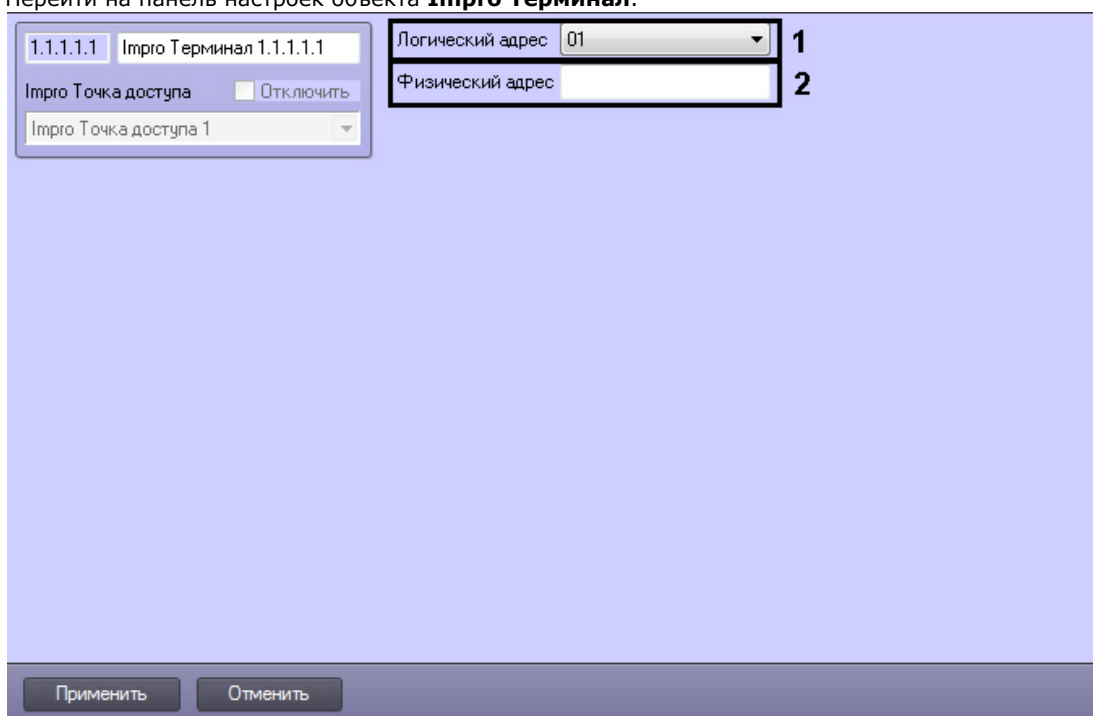 Перейти на панель настроек объекта Impro Терминал.
1.1.1.1.1 Impro Терминал 1.1.1.1.1
Impro Точка доступа Отключить
Impro Точка доступа 1
Логический адрес 01 1
Физический адрес 2
Применить Отменить